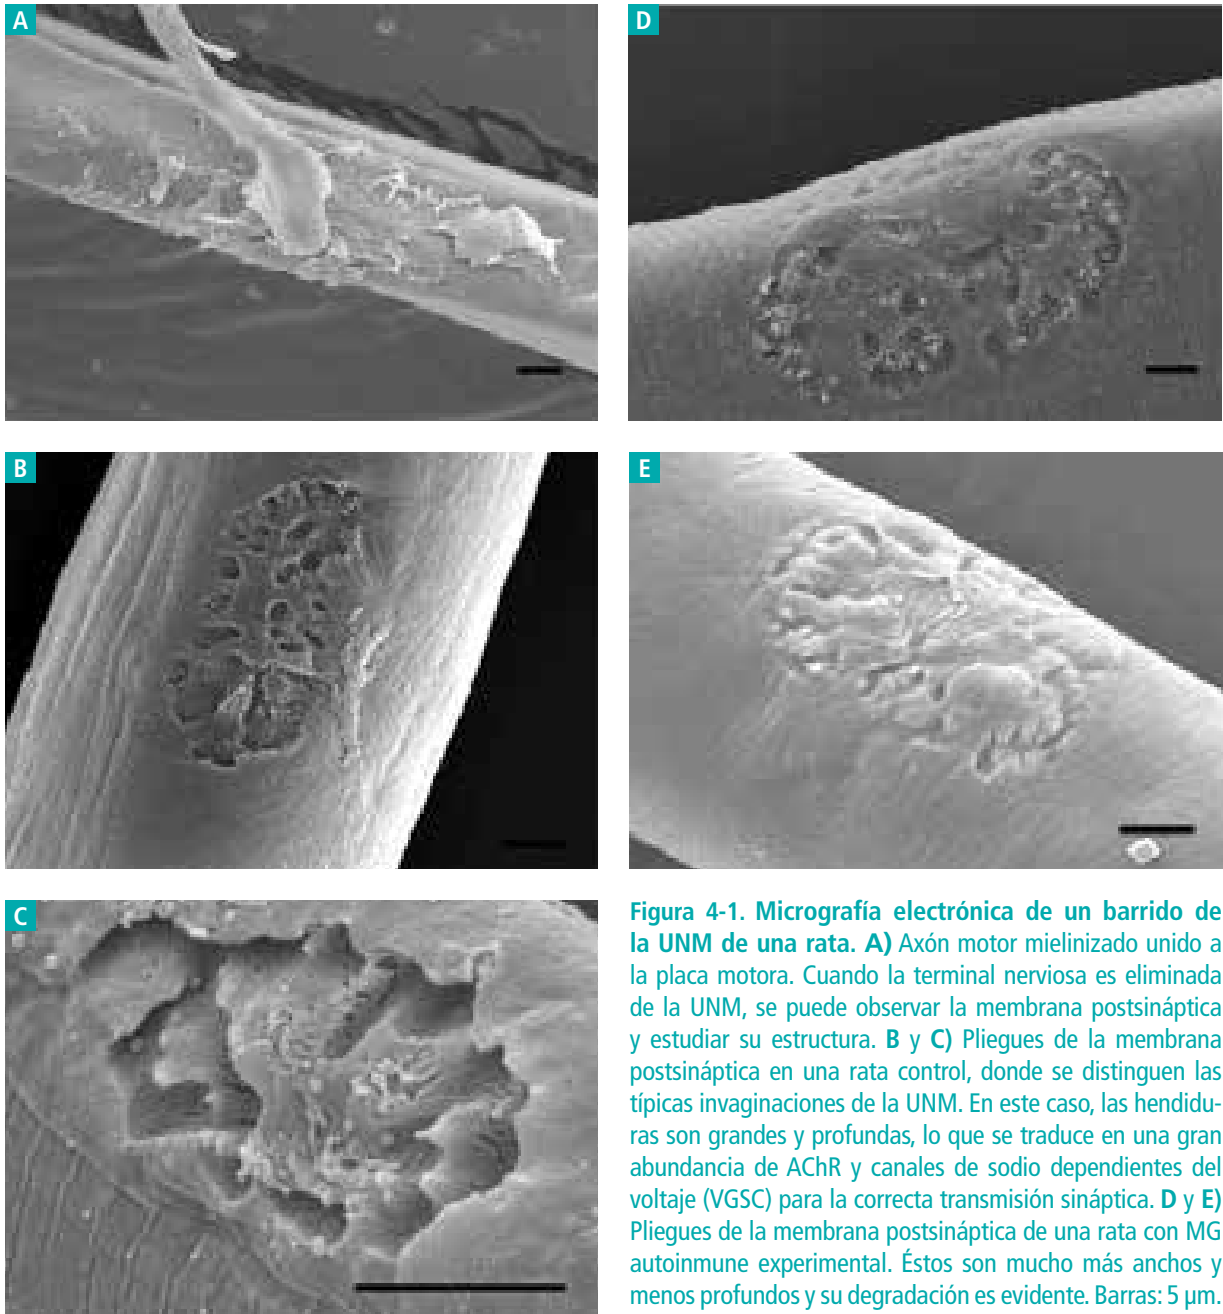 A
D
B
E
C
Figura 4-1. Micrografía electrónica de un barrido de
la UNM de una rata. A) Axón motor mielinizado unido a
la placa motora. Cuando la terminal nerviosa es eliminada
de la UNM, se puede observar la membrana postsináptica
y estudiar su estructura. B y C) Pliegues de la membrana
postsináptica en una rata control, donde se distinguen las
típicas invaginaciones de la UNM. En este caso, las hendidu-
ras son grandes y profundas, lo que se traduce en una gran
abundancia de AChR y canales de sodio dependientes del
voltaje (VGSC) para la correcta transmisión sináptica. D y E)
Pliegues de la membrana postsináptica de una rata con MG
autoinmune experimental. Éstos son mucho más anchos y
menos profundos y su degradación es evidente. Barras: 5 µm.